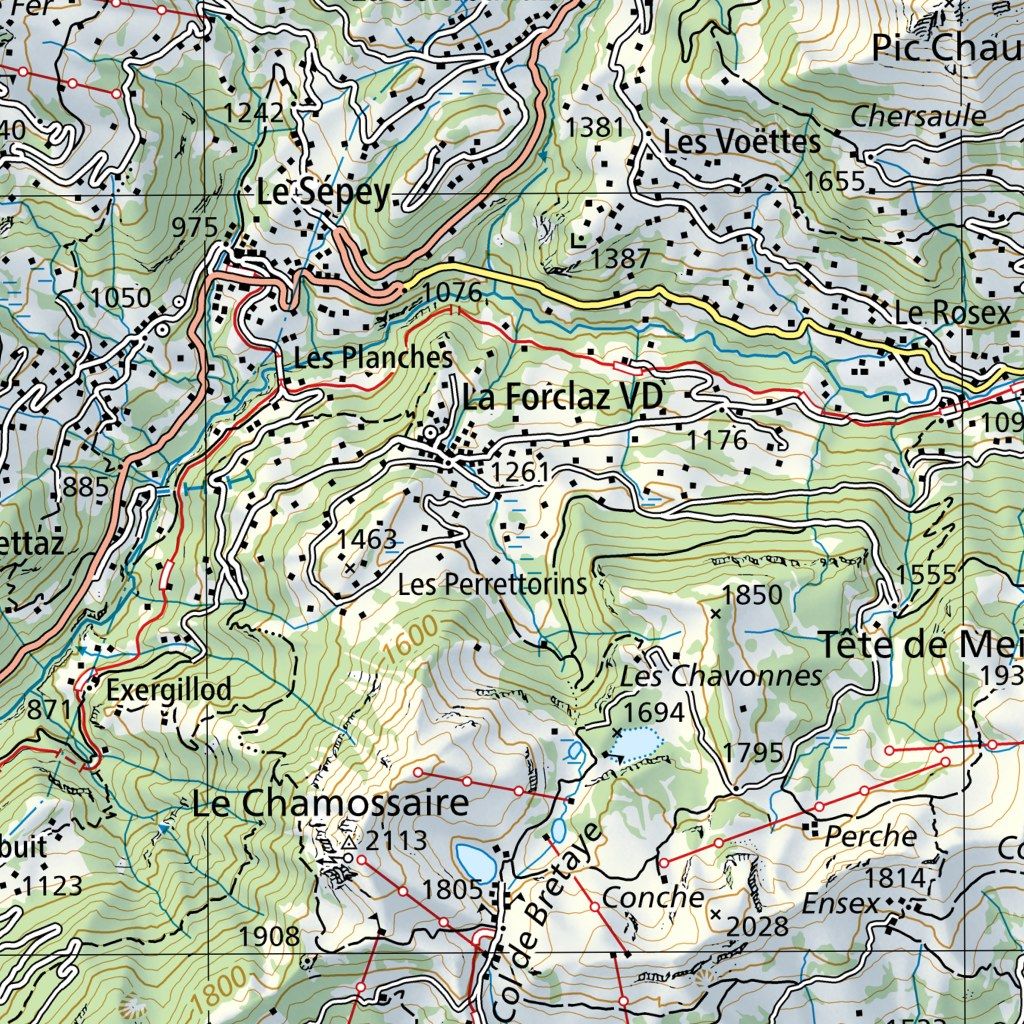 Fer
Pic Chau
Chersaule
1242
1381
40
Les Voëttes
1655
Le Sépey
975
1387
1050
1076
Le Rosex
Les Planches
La Forclaz VD
1176
109
1261
885
ettaz
1463
1555
Les Perrettorins
1850
1600
Tête de Mei
Les Chavonnes
193
Exergillod
1694
871
1795
Le Chamossaire
2113
Perche
buit
1123
1805
Conche
1814
Ensex
2028
1908
Col de Bretaye
1800